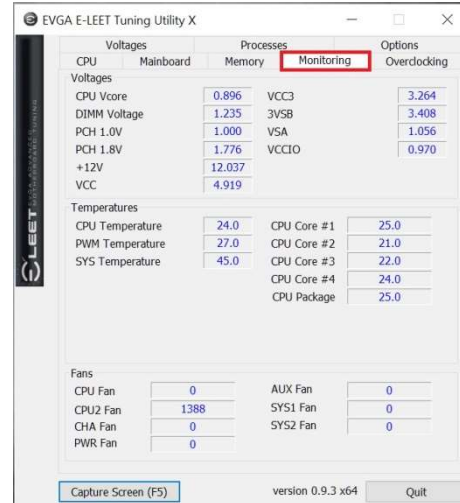 EVGA E-LEET Tuning Utility X
Voltages Processes Options
CPU Mainboard Memory Monitoring Overclocking
Voltages
CPU Vcore 0.896 VCC3 3.264
DIMM Voltage 1.235 3VSB 3.408
PCH 1.0V 1.000 VSA 1.056
PCH 1.8V 1.776 VCCIO 0.970
+12V 12.037
VCC 4.919
Temperatures
CPU Temperature 24.0 CPU Core #1 25.0
PWM Temperature 27.0 CPU Core #2 21.0
SYS Temperature 45.0 CPU Core #3 22.0
CPU Core #4 24.0
CPU Package 25.0
Fans
CPU Fan 0 AUX Fan 0
CPU2 Fan 1388 SYS1 Fan 0
CHA Fan 0 SYS2 Fan 0
PWR Fan 0
Capture Screen (F5) version 0.9.3 x64 Quit
E-LEET
EVGA ADVANCED
MOTHERBOARD TUNING